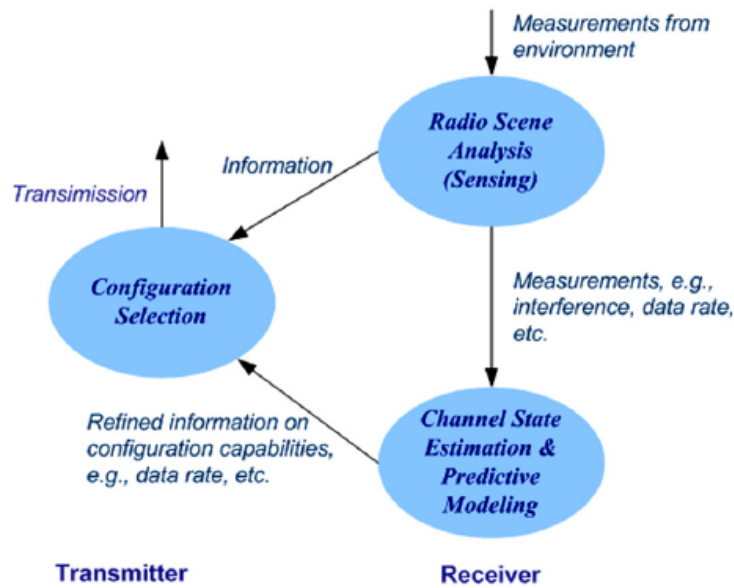 Measurements from
environment
Radio Scene
Analysis
(Sensing)
Information
Transimission
Configuration
Selection
Measurements, e.g.,
interference, data rate,
etc.
Channel State
Estimation &
Predictive
Modeling
Refined information on
configuration capabilities,
e.g., data rate, etc.
Transmitter
Receiver